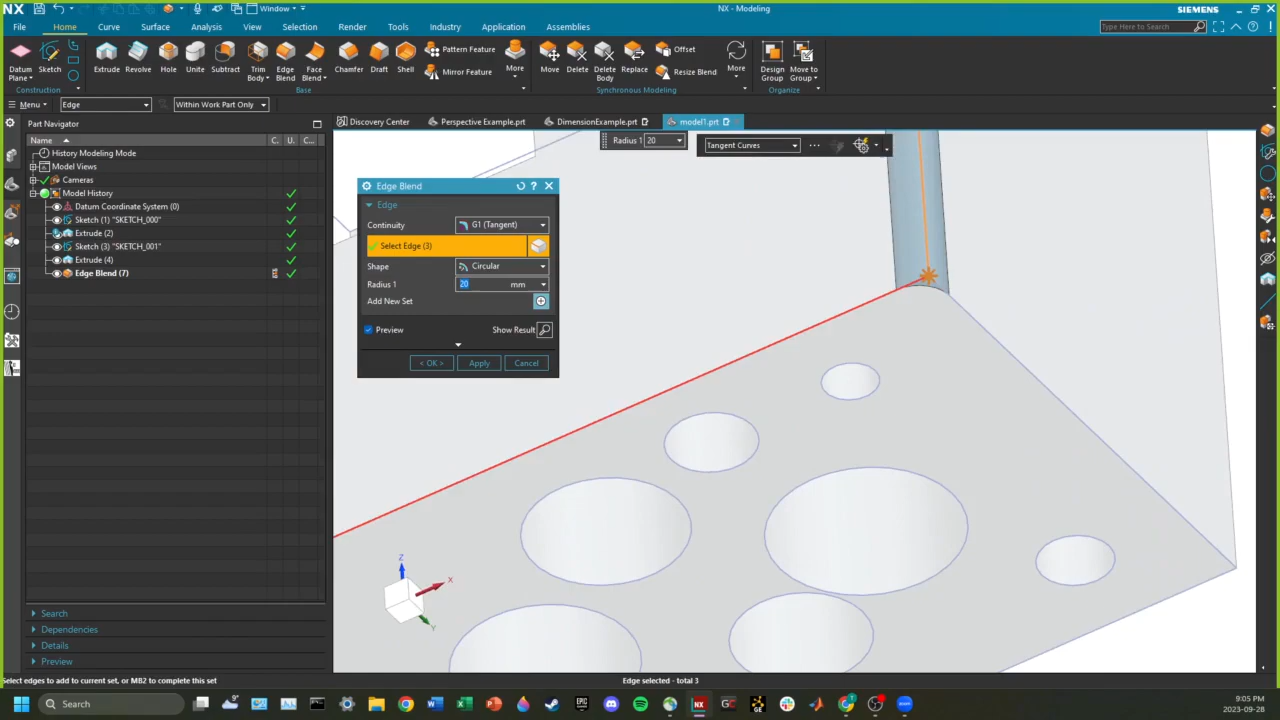 NX
Window
NX - Modeling
SIEMENS
File
Home
Curve
Surface
Analysis
View
Selection
Render
Tools
Industry
Application
Assemblies
Type Here to Search
Datum Plane
Sketch
Extrude
Revolve
Hole
Unite
Subtract
Trim Body
Edge Blend
Face Blend
Chamfer
Draft
Shell
Pattern Feature
Mirror Feature
More
Move
Delete
Delete Body
Replace
Offset
Resize Blend
More
Design Group
Move to Group
Construction
Base
Synchronous Modeling
Organize
Menu
Edge
Within Work Part Only
Part Navigator
Discovery Center
Perspective Example.prt
DimensionExample.prt
model1.prt
Name
C.
U.
C...
Radius 1
20
Tangent Curves
History Modeling Mode
Model Views
Cameras
Model History
Datum Coordinate System (0)
Sketch (1) "SKETCH_000"
Extrude (2)
Sketch (3) "SKETCH_001"
Extrude (4)
Edge Blend (7)
Edge Blend
Edge
Continuity
G1 (Tangent)
Select Edge (3)
Shape
Circular
Radius 1
20
mm
Add New Set
Preview
Show Result
< OK >
Apply
Cancel
Z
X
Y
Search
Dependencies
Details
Preview
Select edges to add to current set, or MB2 to complete this set
Edge selected - total 3
Search
9:05 PM
2023-09-28